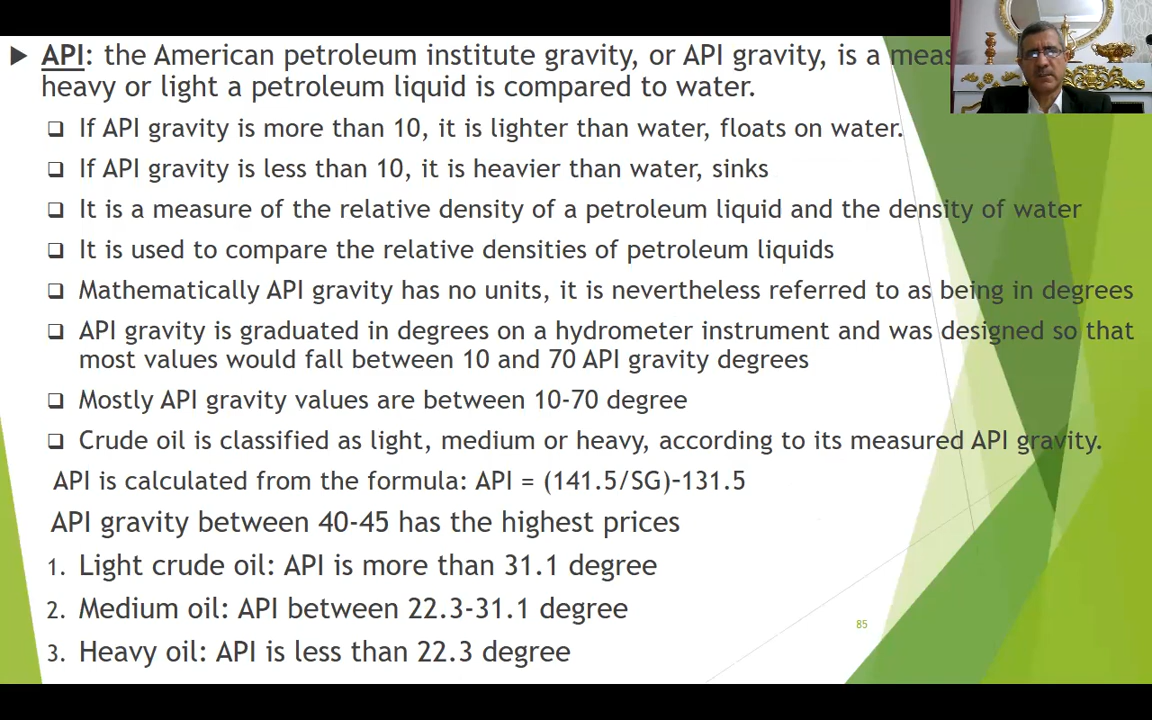 API: the American petroleum institute gravity, or API gravity, is a
heavy or light a petroleum liquid is compared to water.
If API gravity is more than 10, it is lighter than water, floats on water.
If API gravity is less than 10, it is heavier than water, sinks
It is a measure of the relative density of a petroleum liquid and the density of water
It is used to compare the relative densities of petroleum liquids
Mathematically API gravity has no units, it is nevertheless referred to as being in degrees
API gravity is graduated in degrees on a hydrometer instrument and was designed so that
most values would fall between 10 and 70 API gravity degrees
Mostly API gravity values are between 10-70 degree
Crude oil is classified as light, medium or heavy, according to its measured API gravity.
API is calculated from the formula: API = (141.5/SG)-131.5
API gravity between 40-45 has the highest prices
1. Light crude oil: API is more than 31.1 degree
2. Medium oil: API between 22.3-31.1 degree
85
3. Heavy oil: API is less than 22.3 degree